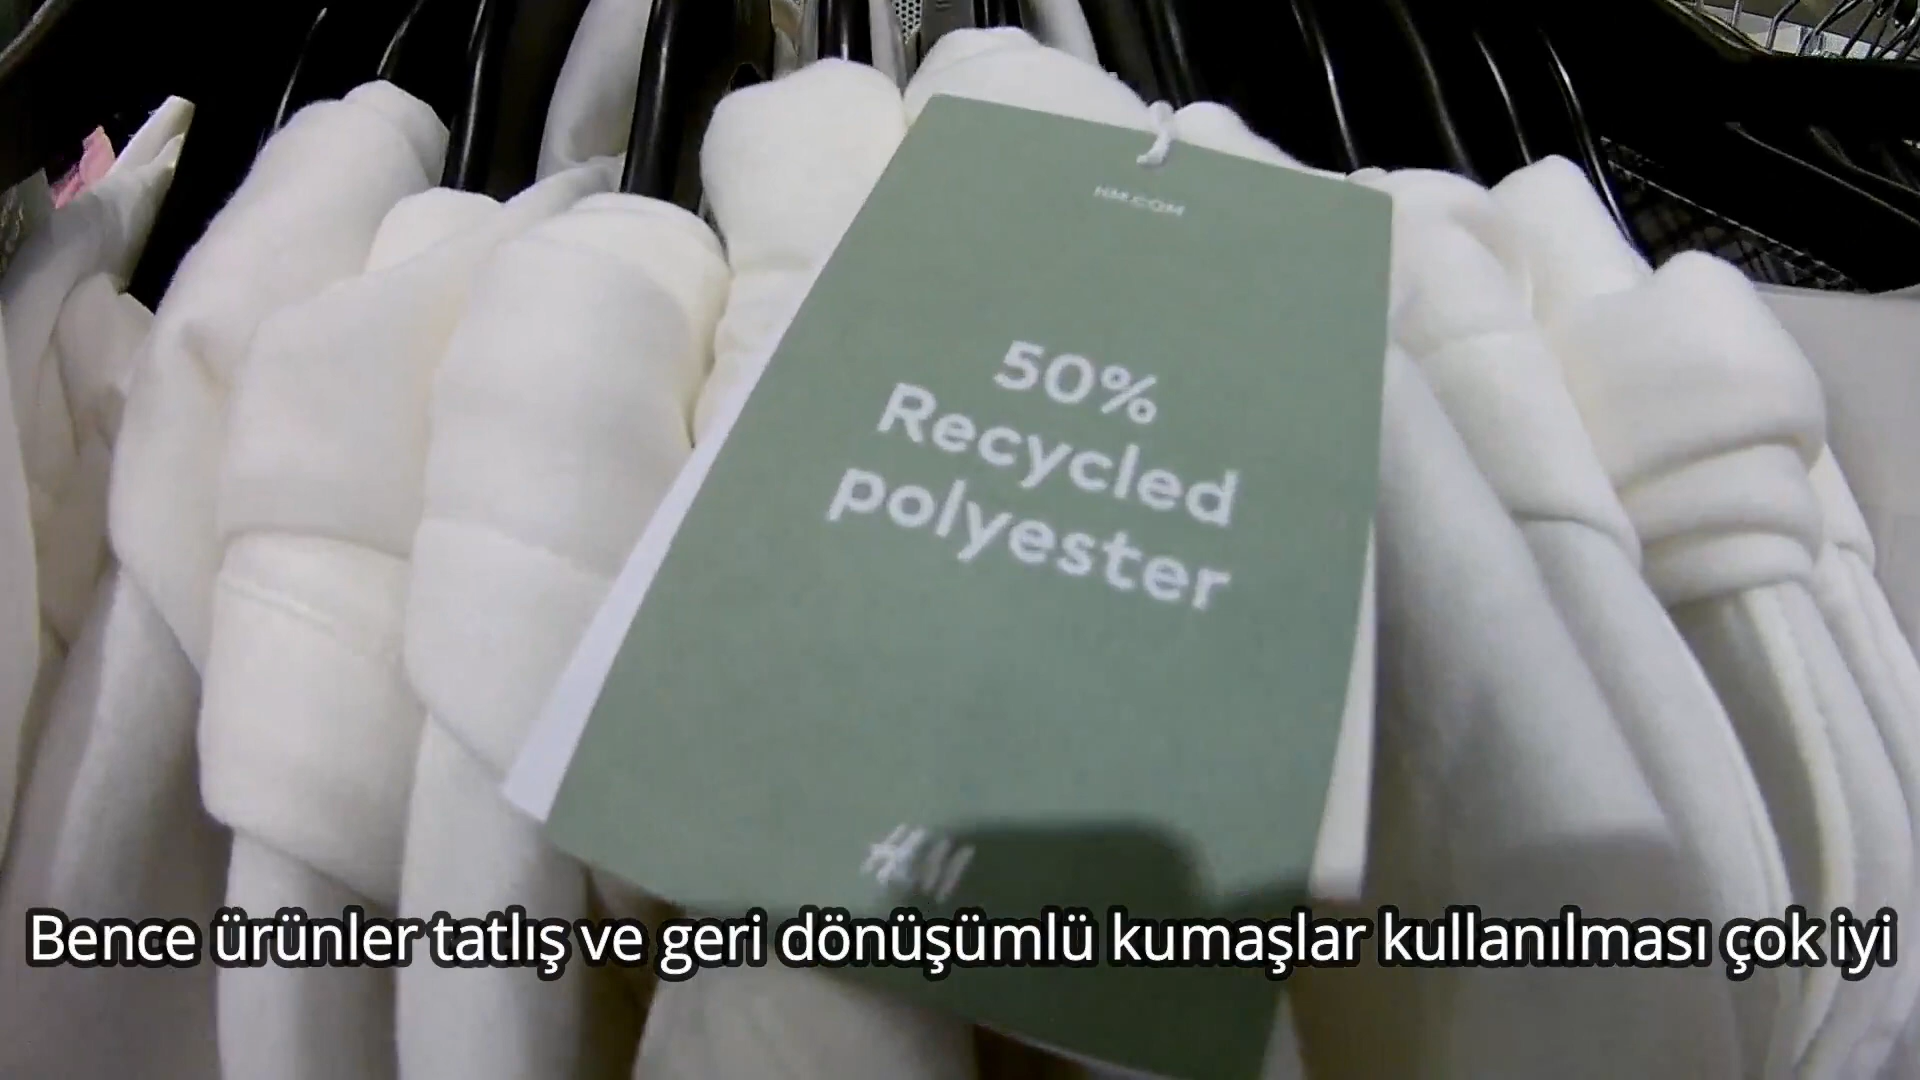 HM.COM
50%
Recycled
polyester
H&M
Bence ürünler tatlış ve geri dönüşümlü kumaşlar kullanılması çok iyi